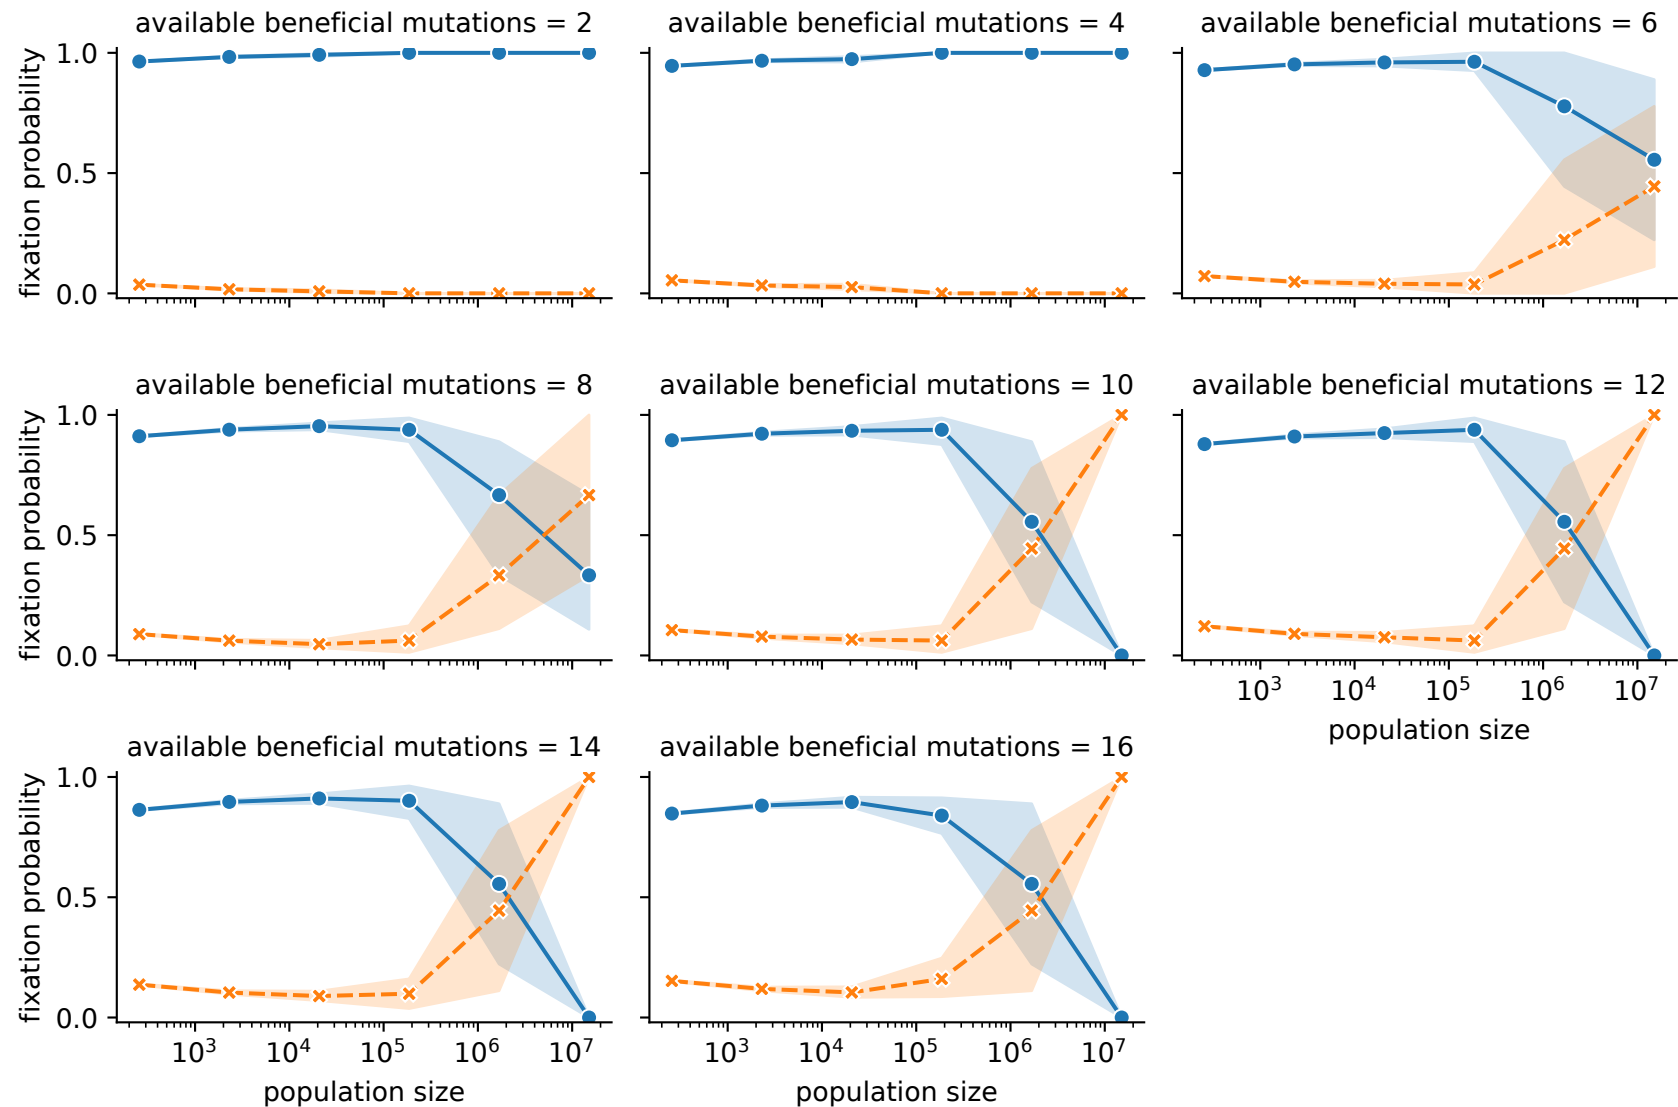 available beneficial mutations = 2
available beneficial mutations = 4
available beneficial mutations = 6
fixation probability
1.0
0.5
0.0
available beneficial mutations = 8
available beneficial mutations = 10
available beneficial mutations = 12
fixation probability
1.0
0.5
0.0
10³ 10⁴ 10⁵ 10⁶ 10⁷
population size
available beneficial mutations = 14
available beneficial mutations = 16
fixation probability
1.0
0.5
0.0
10³ 10⁴ 10⁵ 10⁶ 10⁷
10³ 10⁴ 10⁵ 10⁶ 10⁷
population size
population size